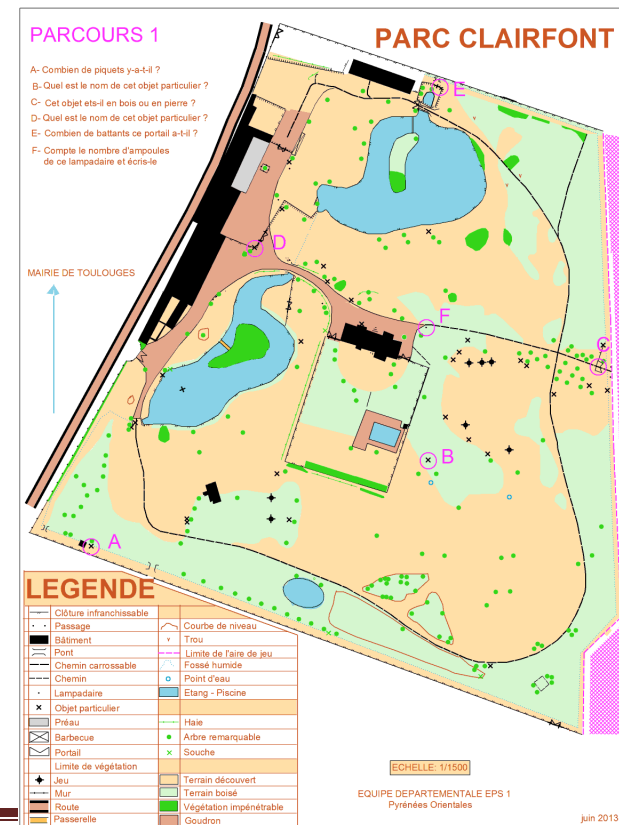 PARCOURS 1
PARC CLAIRFONT
A- Combien de piquets y-a-t-il ?
B- Quel est le nom de cet objet particulier ?
C- Cet objet ets-il en bois ou en pierre ?
D- Quel est le nom de cet objet particulier ?
E- Combien de battants ce portail a-t-il ?
F- Compte le nombre d'ampoules
de ce lampadaire et écris-le
E
D
MAIRIE DE TOULOUGES
F
C
B
A
LEGENDE
Clôture infranchissable
Passage
Courbe de niveau
Bâtiment
Trou
Pont
Limite de l'aire de jeu
Chemin carrossable
Fossé humide
Chemin
Point d'eau
Lampadaire
Etang - Piscine
Objet particulier
Préau
Haie
Barbecue
Arbre remarquable
Portail
Souche
Limite de végétation
Jeu
Terrain découvert
Mur
Terrain boisé
Route
Végétation impénétrable
Passerelle
Goudron
ECHELLE: 1/1500
EQUIPE DEPARTEMENTALE EPS 1
Pyrénées Orientales
juin 2013